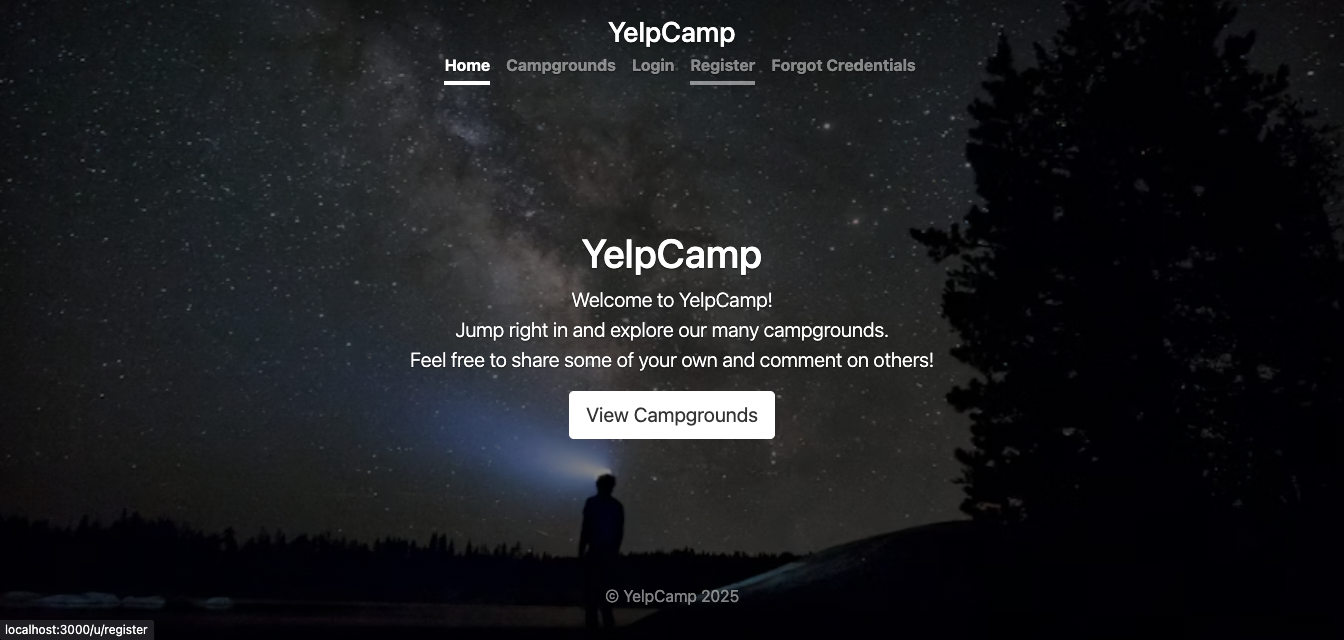 YelpCamp
Home Campgrounds Login Register Forgot Credentials
YelpCamp
Welcome to YelpCamp!
Jump right in and explore our many campgrounds.
Feel free to share some of your own and comment on others!
View Campgrounds
© YelpCamp 2025
localhost:3000/u/register